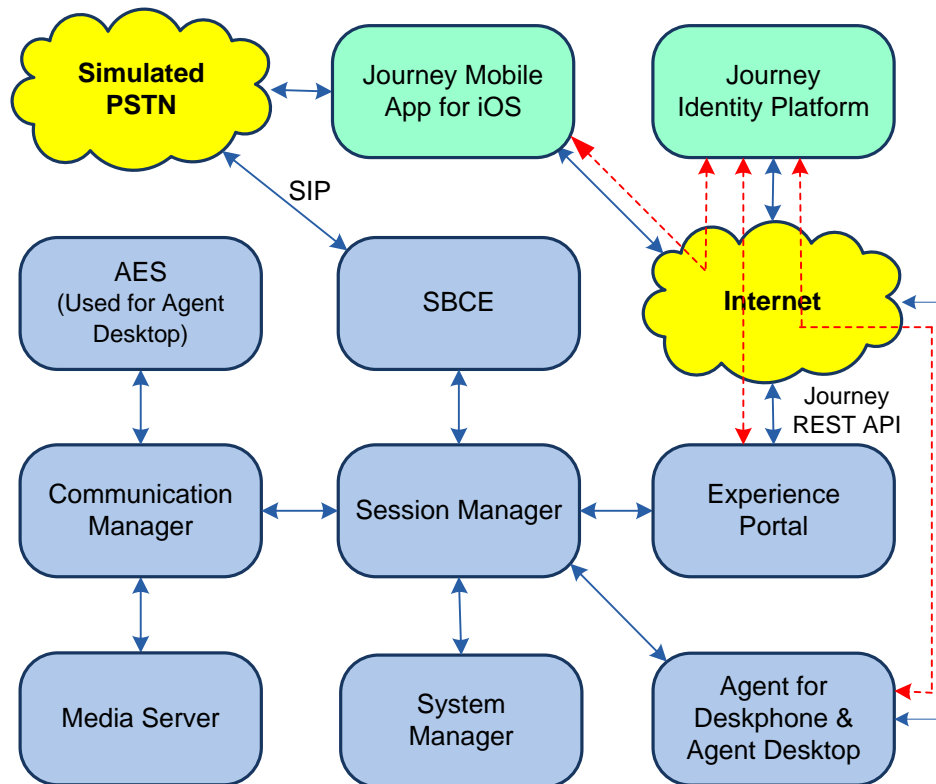 Simulated
PSTN
Journey Mobile
App for iOS
Journey
Identity Platform
SIP
AES
(Used for Agent
Desktop)
SBCE
Internet
Journey
REST API
Communication
Manager
Session Manager
Experience
Portal
Media Server
System
Manager
Agent for
Deskphone &
Agent Desktop